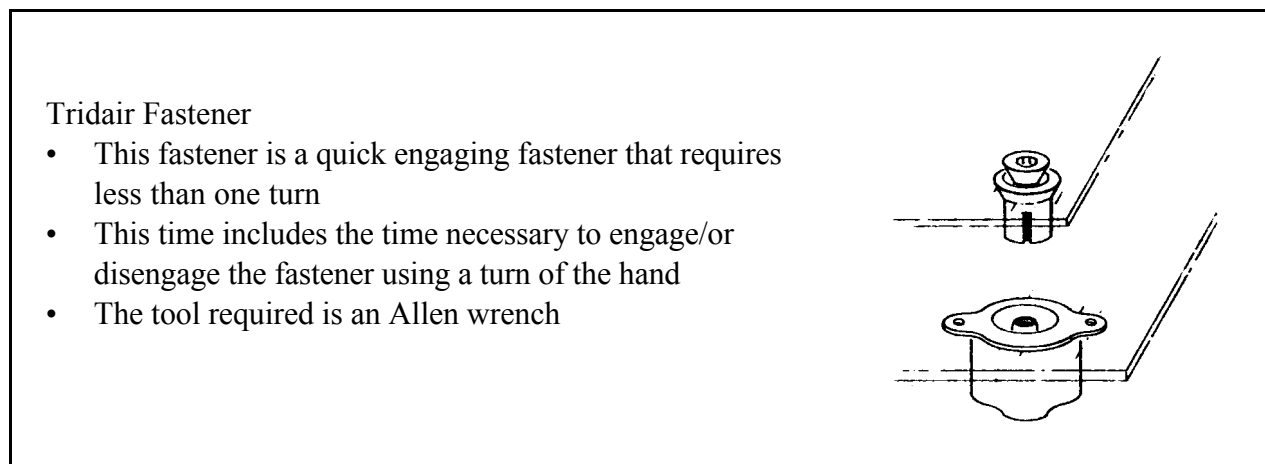 Tridair Fastener
• This fastener is a quick engaging fastener that requires
less than one turn
• This time includes the time necessary to engage/or
disengage the fastener using a turn of the hand
• The tool required is an Allen wrench